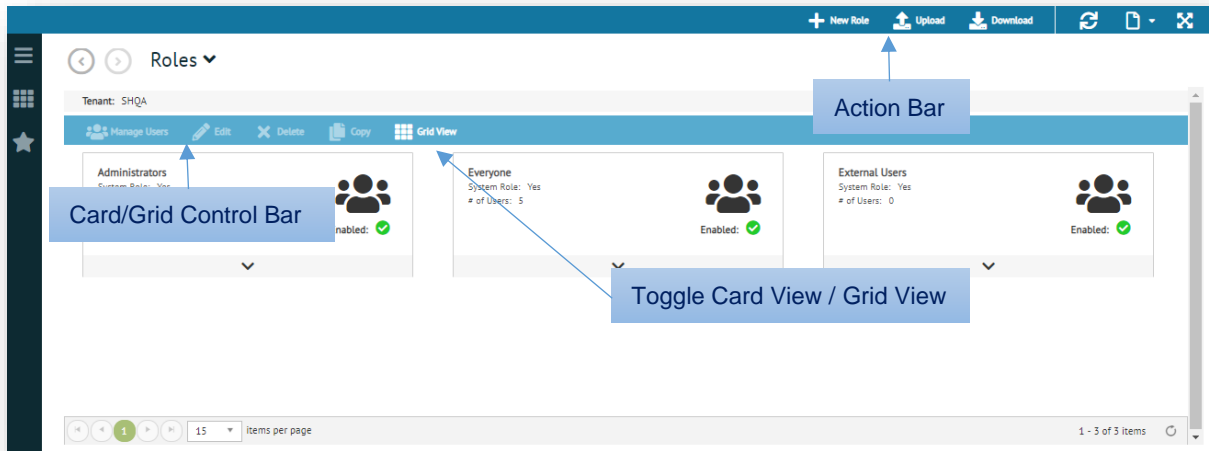 New Role Upload Download
Roles
Action Bar
Tenant: SHQA
Manage Users Edit Delete Copy Grid View
Administrators
System Role: Yes
Card/Grid Control Bar
Enabled:
Everyone
System Role: Yes
# of Users: 5
Enabled:
External Users
System Role: Yes
# of Users: 0
Enabled:
Toggle Card View / Grid View
1 15 items per page 1 - 3 of 3 items